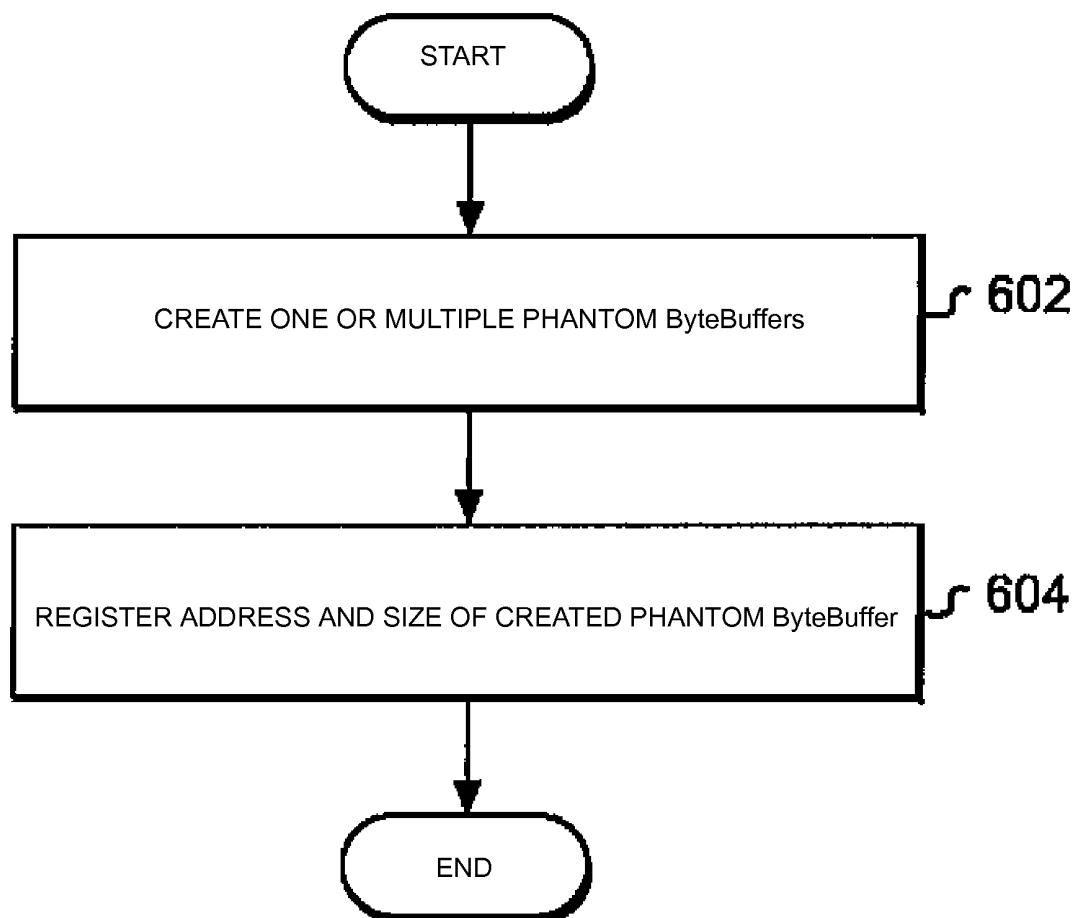 START
CREATE ONE OR MULTIPLE PHANTOM ByteBuffers
602
REGISTER ADDRESS AND SIZE OF CREATED PHANTOM ByteBuffer
604
END